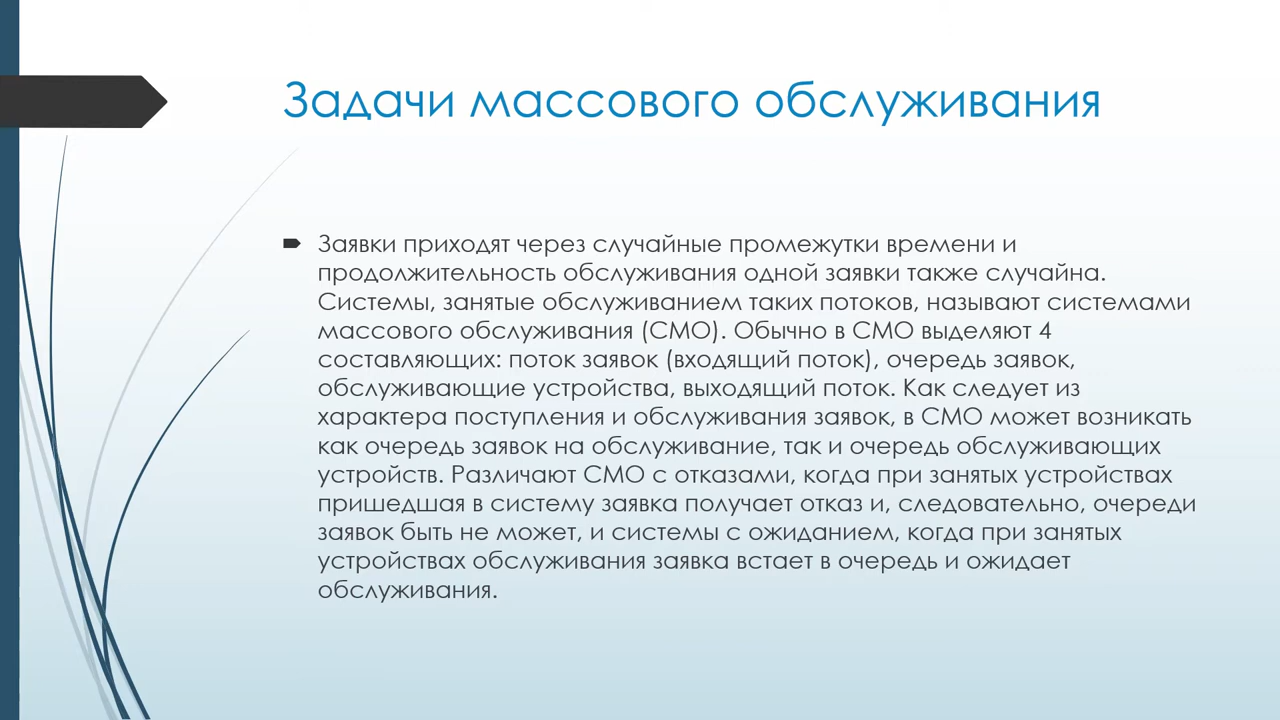 Задачи массового обслуживания
Заявки приходят через случайные промежутки времени и
продолжительность обслуживания одной заявки также случайна.
Системы, занятые обслуживанием таких потоков, называют системами
массового обслуживания (СМО). Обычно в СМО выделяют 4
составляющих: поток заявок (входящий поток), очередь заявок,
обслуживающие устройства, выходящий поток. Как следует из
характера поступления и обслуживания заявок, в СМО может возникать
как очередь заявок на обслуживание, так и очередь обслуживающих
устройств. Различают СМО с отказами, когда при занятых устройствах
пришедшая в систему заявка получает отказ и, следовательно, очереди
заявок быть не может, и системы с ожиданием, когда при занятых
устройствах обслуживания заявка встает в очередь и ожидает
обслуживания.